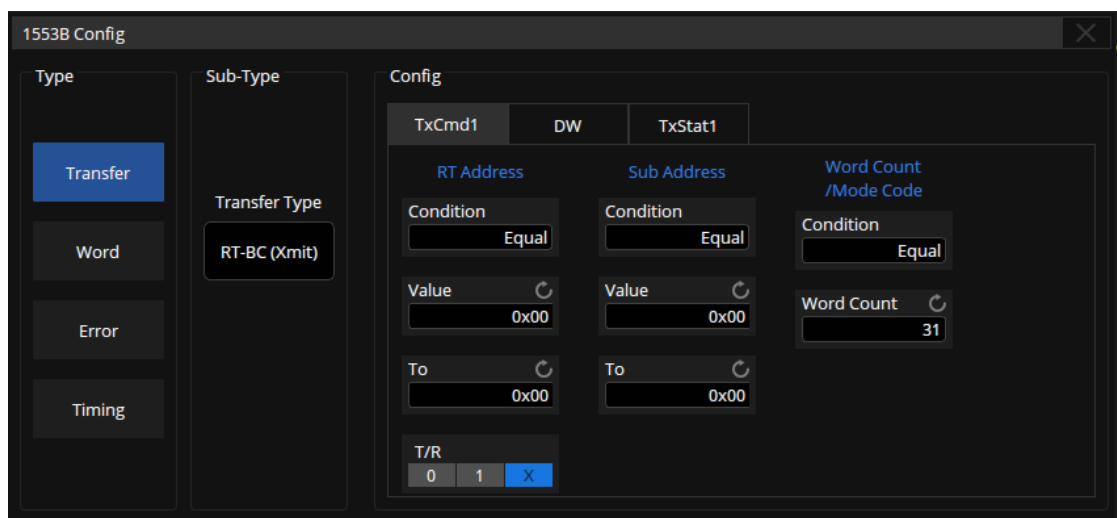 1553B Config
Type
Transfer
Word
Error
Timing
Sub-Type
Transfer Type
RT-BC (Xmit)
Config
TxCmd1
DW
TxStat1
RT Address
Condition
Equal
Value
0x00
To
0x00
T/R
0 1 X
Sub Address
Condition
Equal
Value
0x00
To
0x00
Word Count
/Mode Code
Condition
Equal
Word Count
31